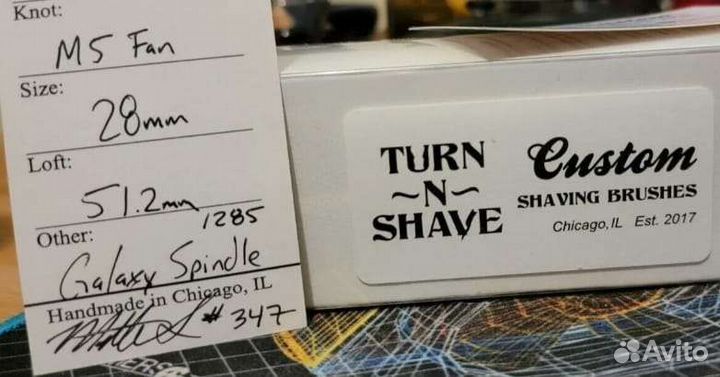 Knot:
M5 Fan
Size:
28mm
Loft:
51.2mm
1285
Other:
Galaxy Spindle
Handmade in Chicago, IL
# 347
TURN
~N~
SHAVE
Custom
SHAVING BRUSHES
Chicago, IL Est. 2017
Avito